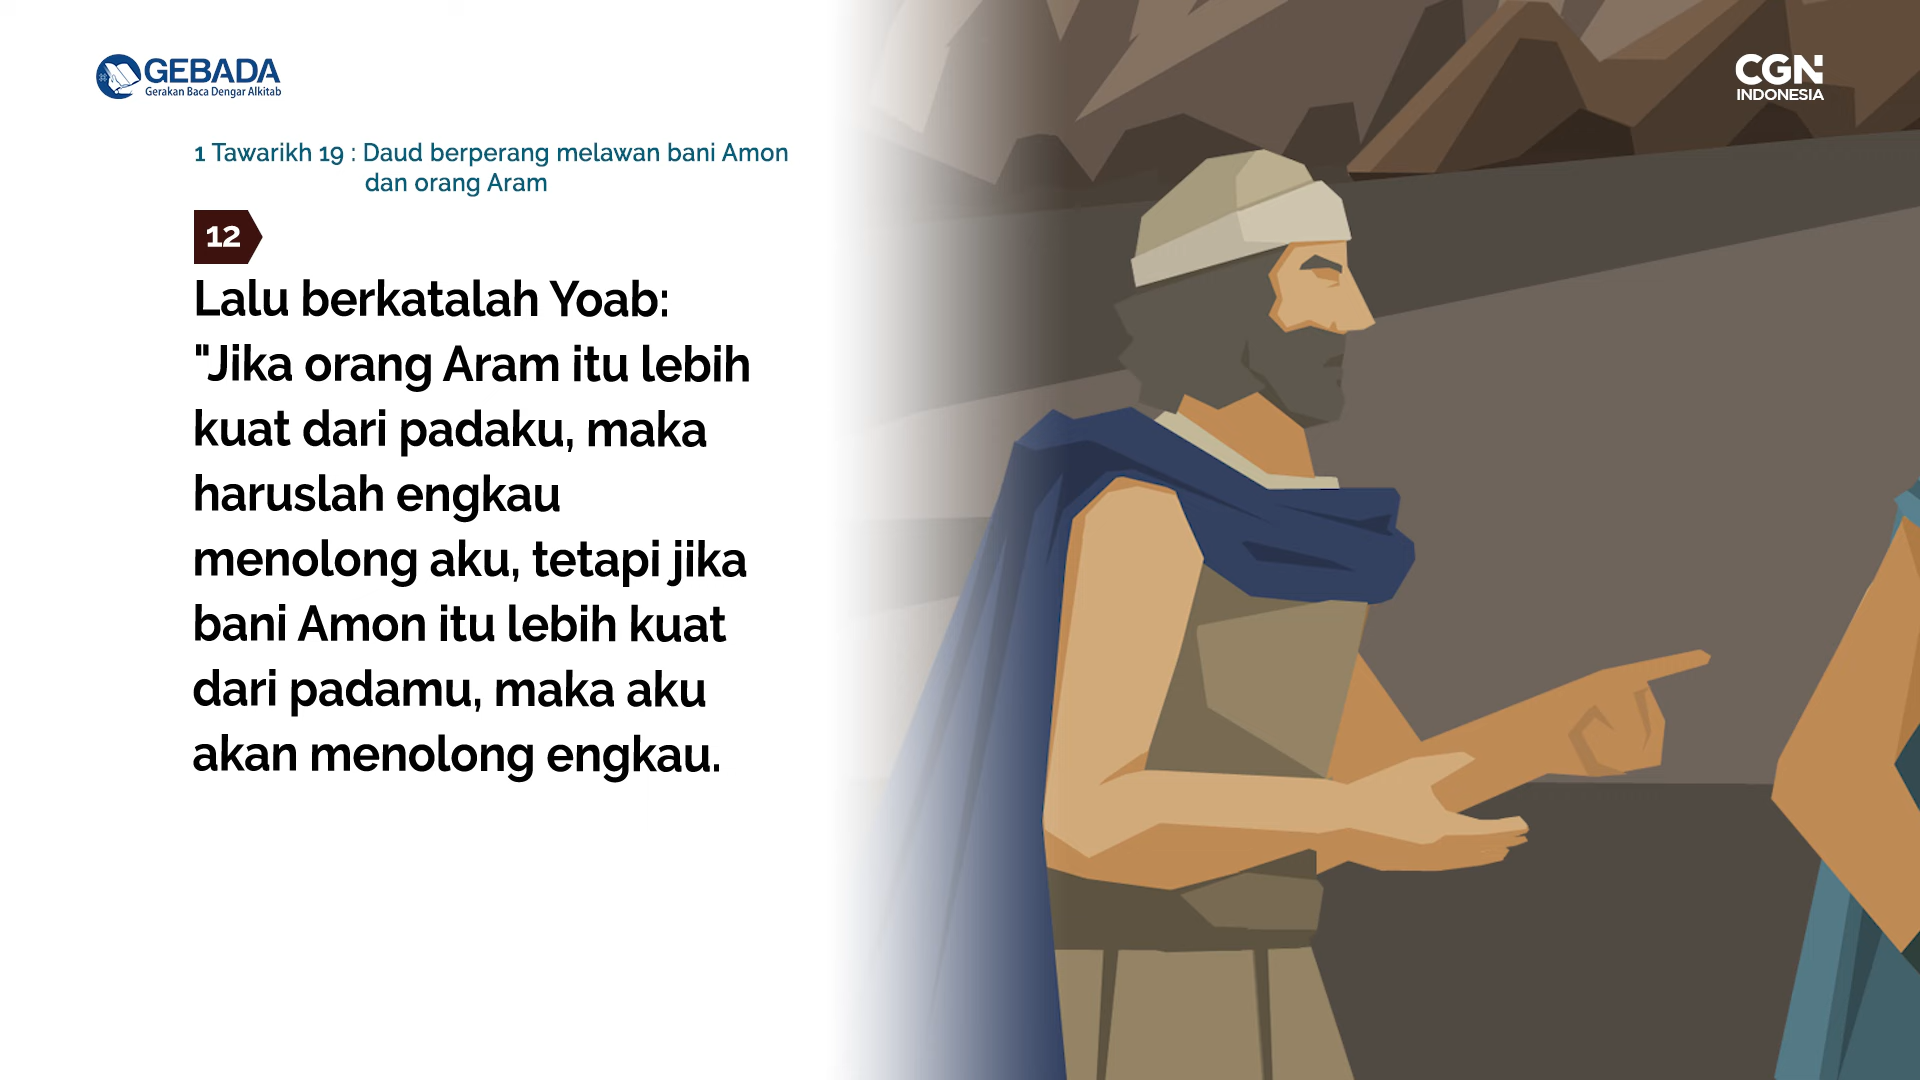 GEBADA
Gerakan Baca Dengar Alkitab
CGN
INDONESIA
1 Tawarikh 19 : Daud berperang melawan bani Amon
dan orang Aram
12
Lalu berkatalah Yoab:
"Jika orang Aram itu lebih
kuat dari padaku, maka
haruslah engkau
menolong aku, tetapi jika
bani Amon itu lebih kuat
dari padamu, maka aku
akan menolong engkau.